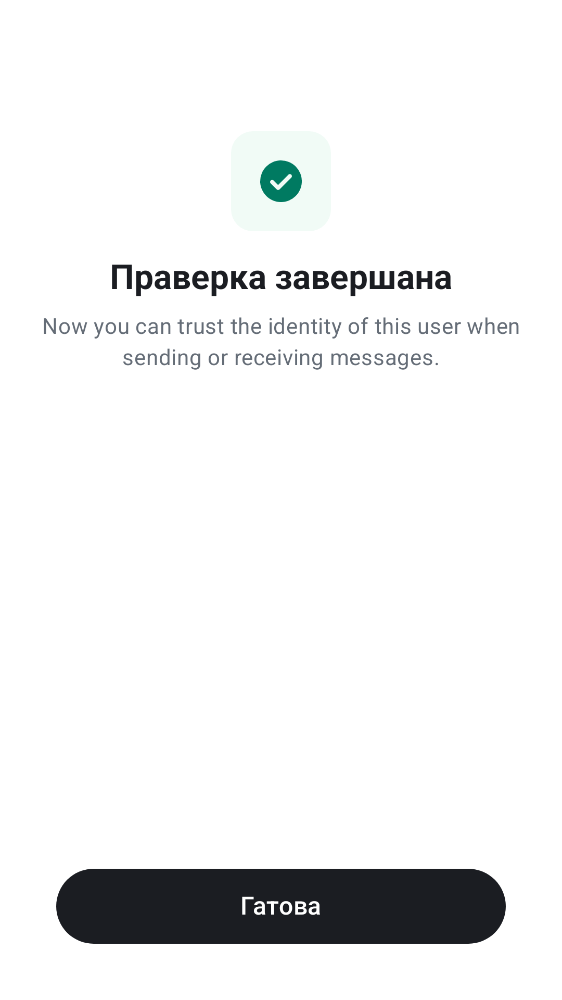 Праверка завершана
Now you can trust the identity of this user when
sending or receiving messages.
Гатова